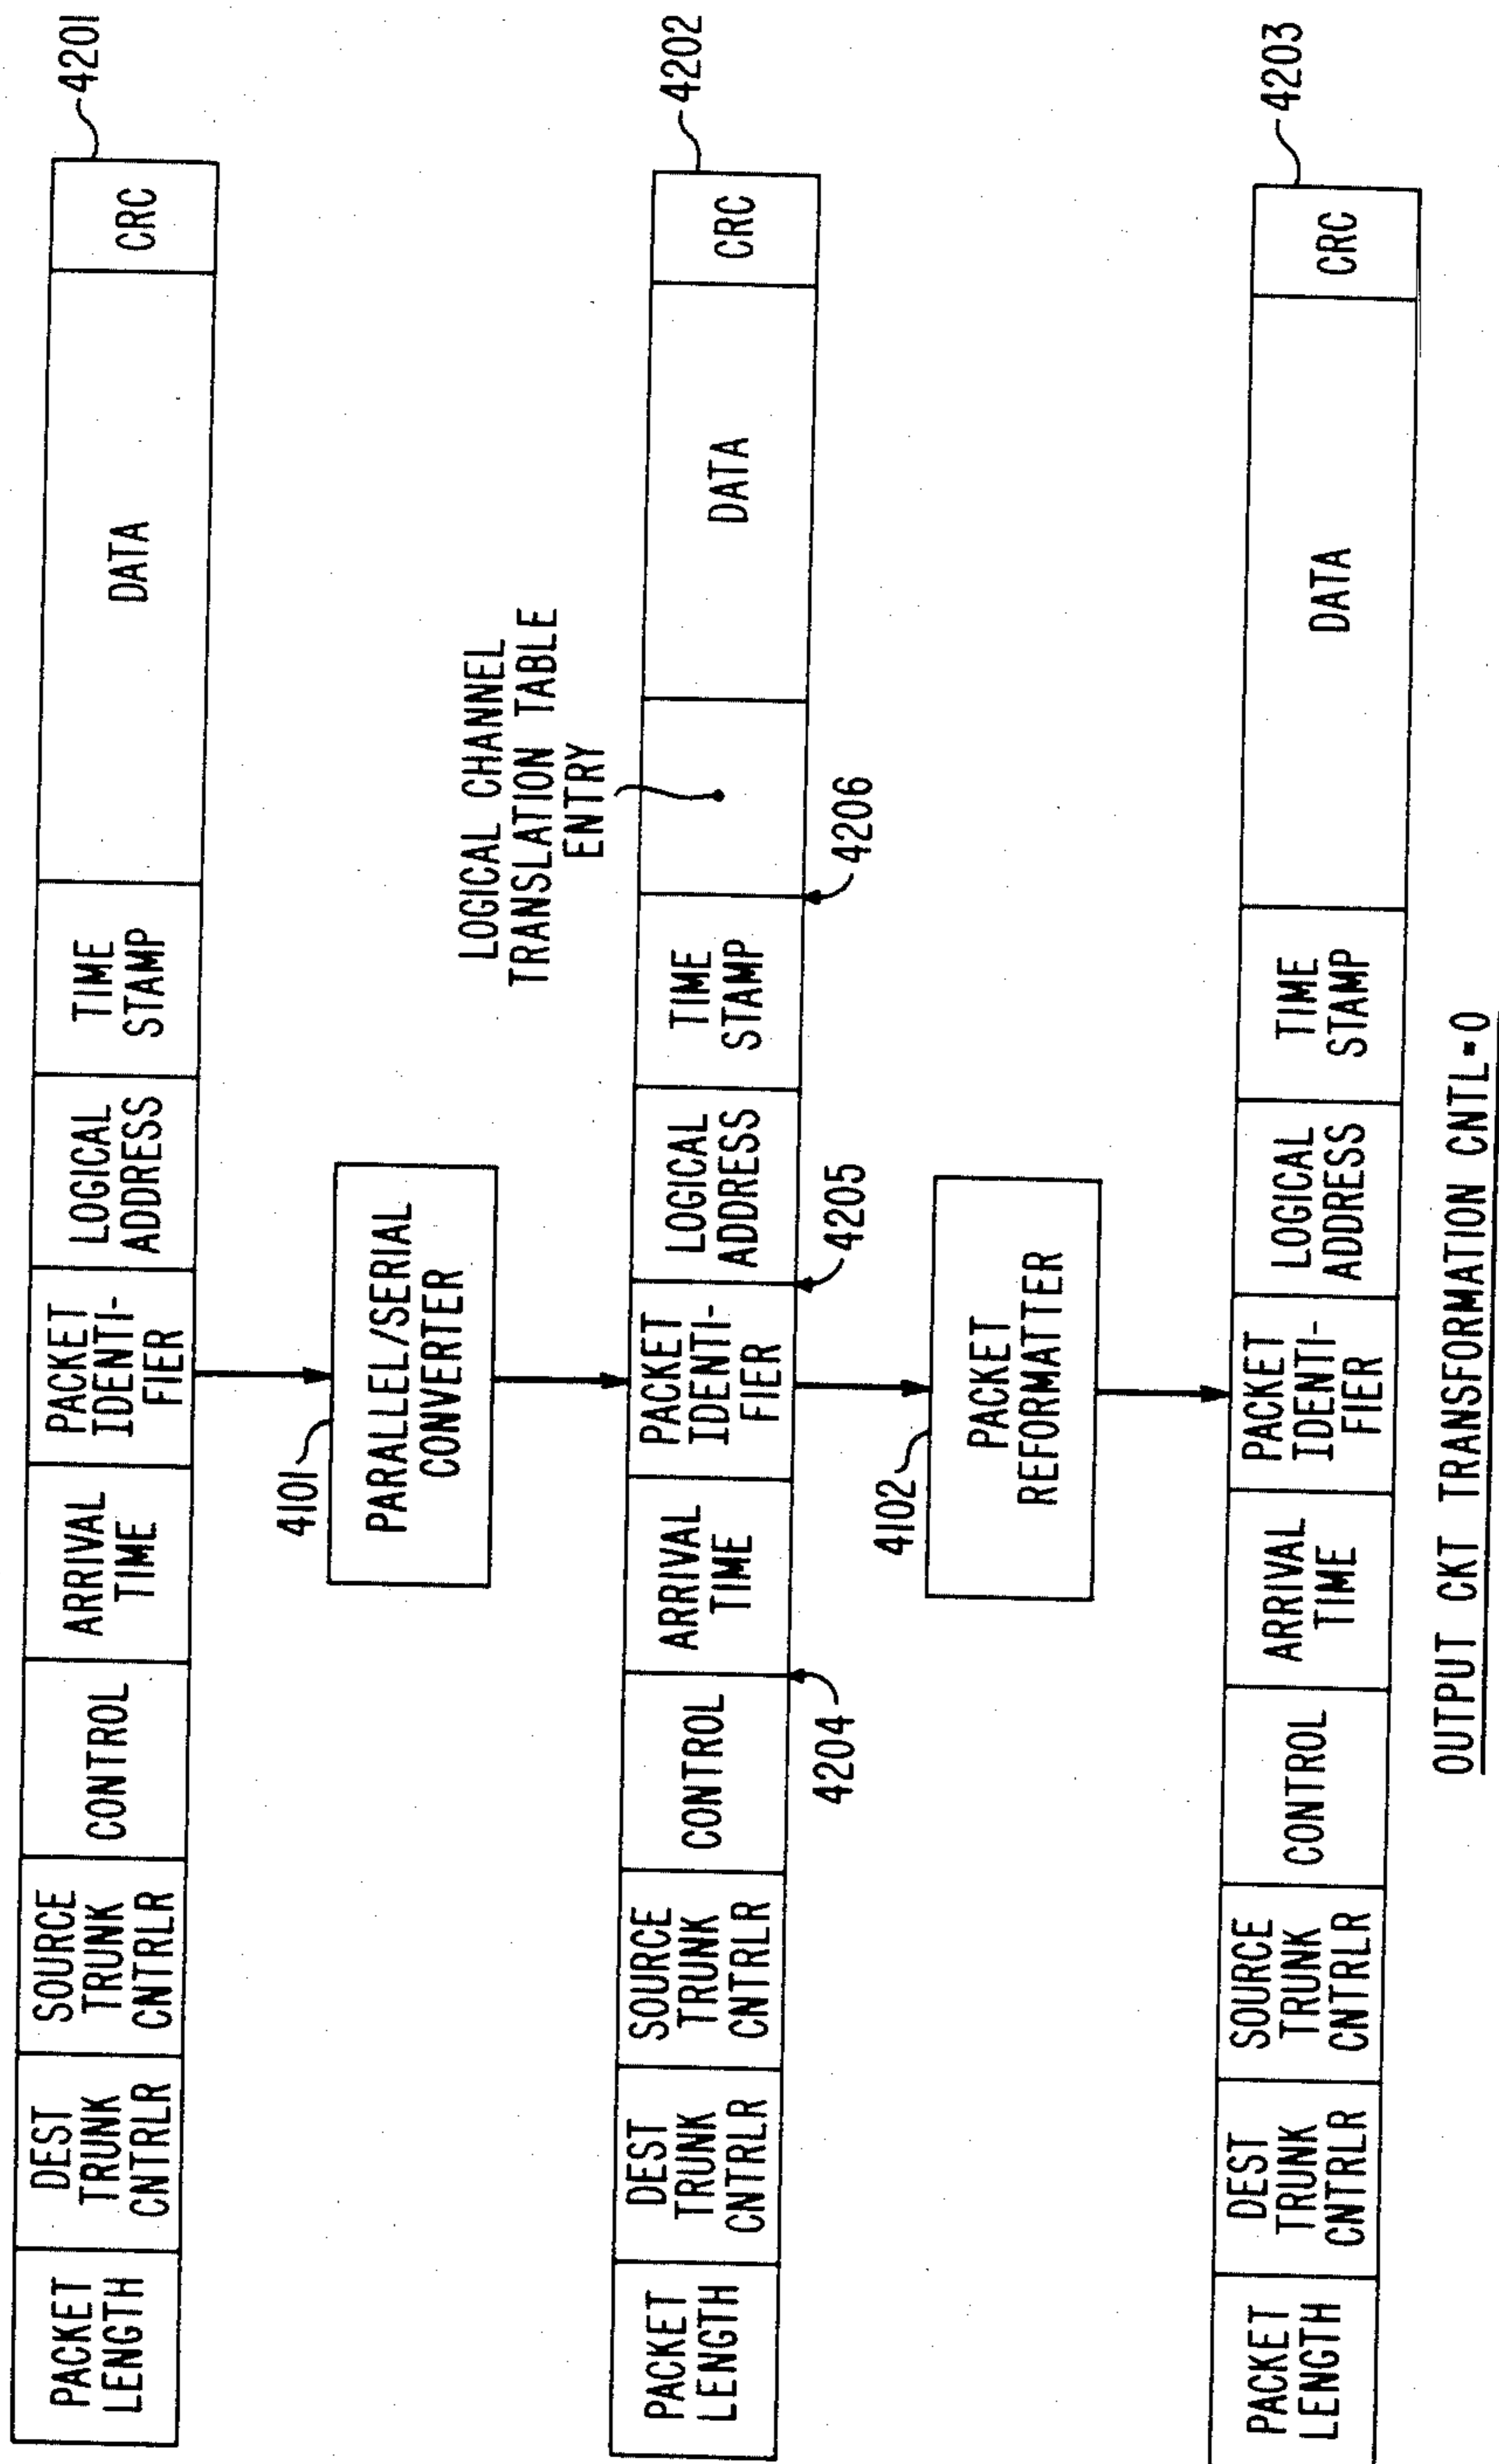 PACKET
LENGTH
DEST
TRUNK
CNTRLR
SOURCE
TRUNK
CNTRLR
CONTROL
ARRIVAL
TIME
PACKET
IDENTI-
FIER
LOGICAL
ADDRESS
TIME
STAMP
DATA
CRC
4201
4101
PARALLEL/SERIAL
CONVERTER
LOGICAL CHANNEL
TRANSLATION TABLE
ENTRY
PACKET
LENGTH
DEST
TRUNK
CNTRLR
SOURCE
TRUNK
CNTRLR
CONTROL
ARRIVAL
TIME
PACKET
IDENTI-
FIER
LOGICAL
ADDRESS
TIME
STAMP
DATA
CRC
4202
4204
4205
4206
4102
PACKET
REFORMATTER
PACKET
LENGTH
DEST
TRUNK
CNTRLR
SOURCE
TRUNK
CNTRLR
CONTROL
ARRIVAL
TIME
PACKET
IDENTI-
FIER
LOGICAL
ADDRESS
TIME
STAMP
DATA
CRC
4203
OUTPUT CKT TRANSFORMATION CNTL=0